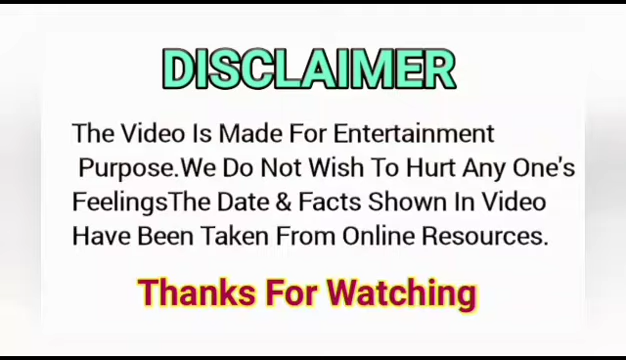 DISCLAIMER
The Video Is Made For Entertainment
Purpose.We Do Not Wish To Hurt Any One's
FeelingsThe Date & Facts Shown In Video
Have Been Taken From Online Resources.
Thanks For Watching